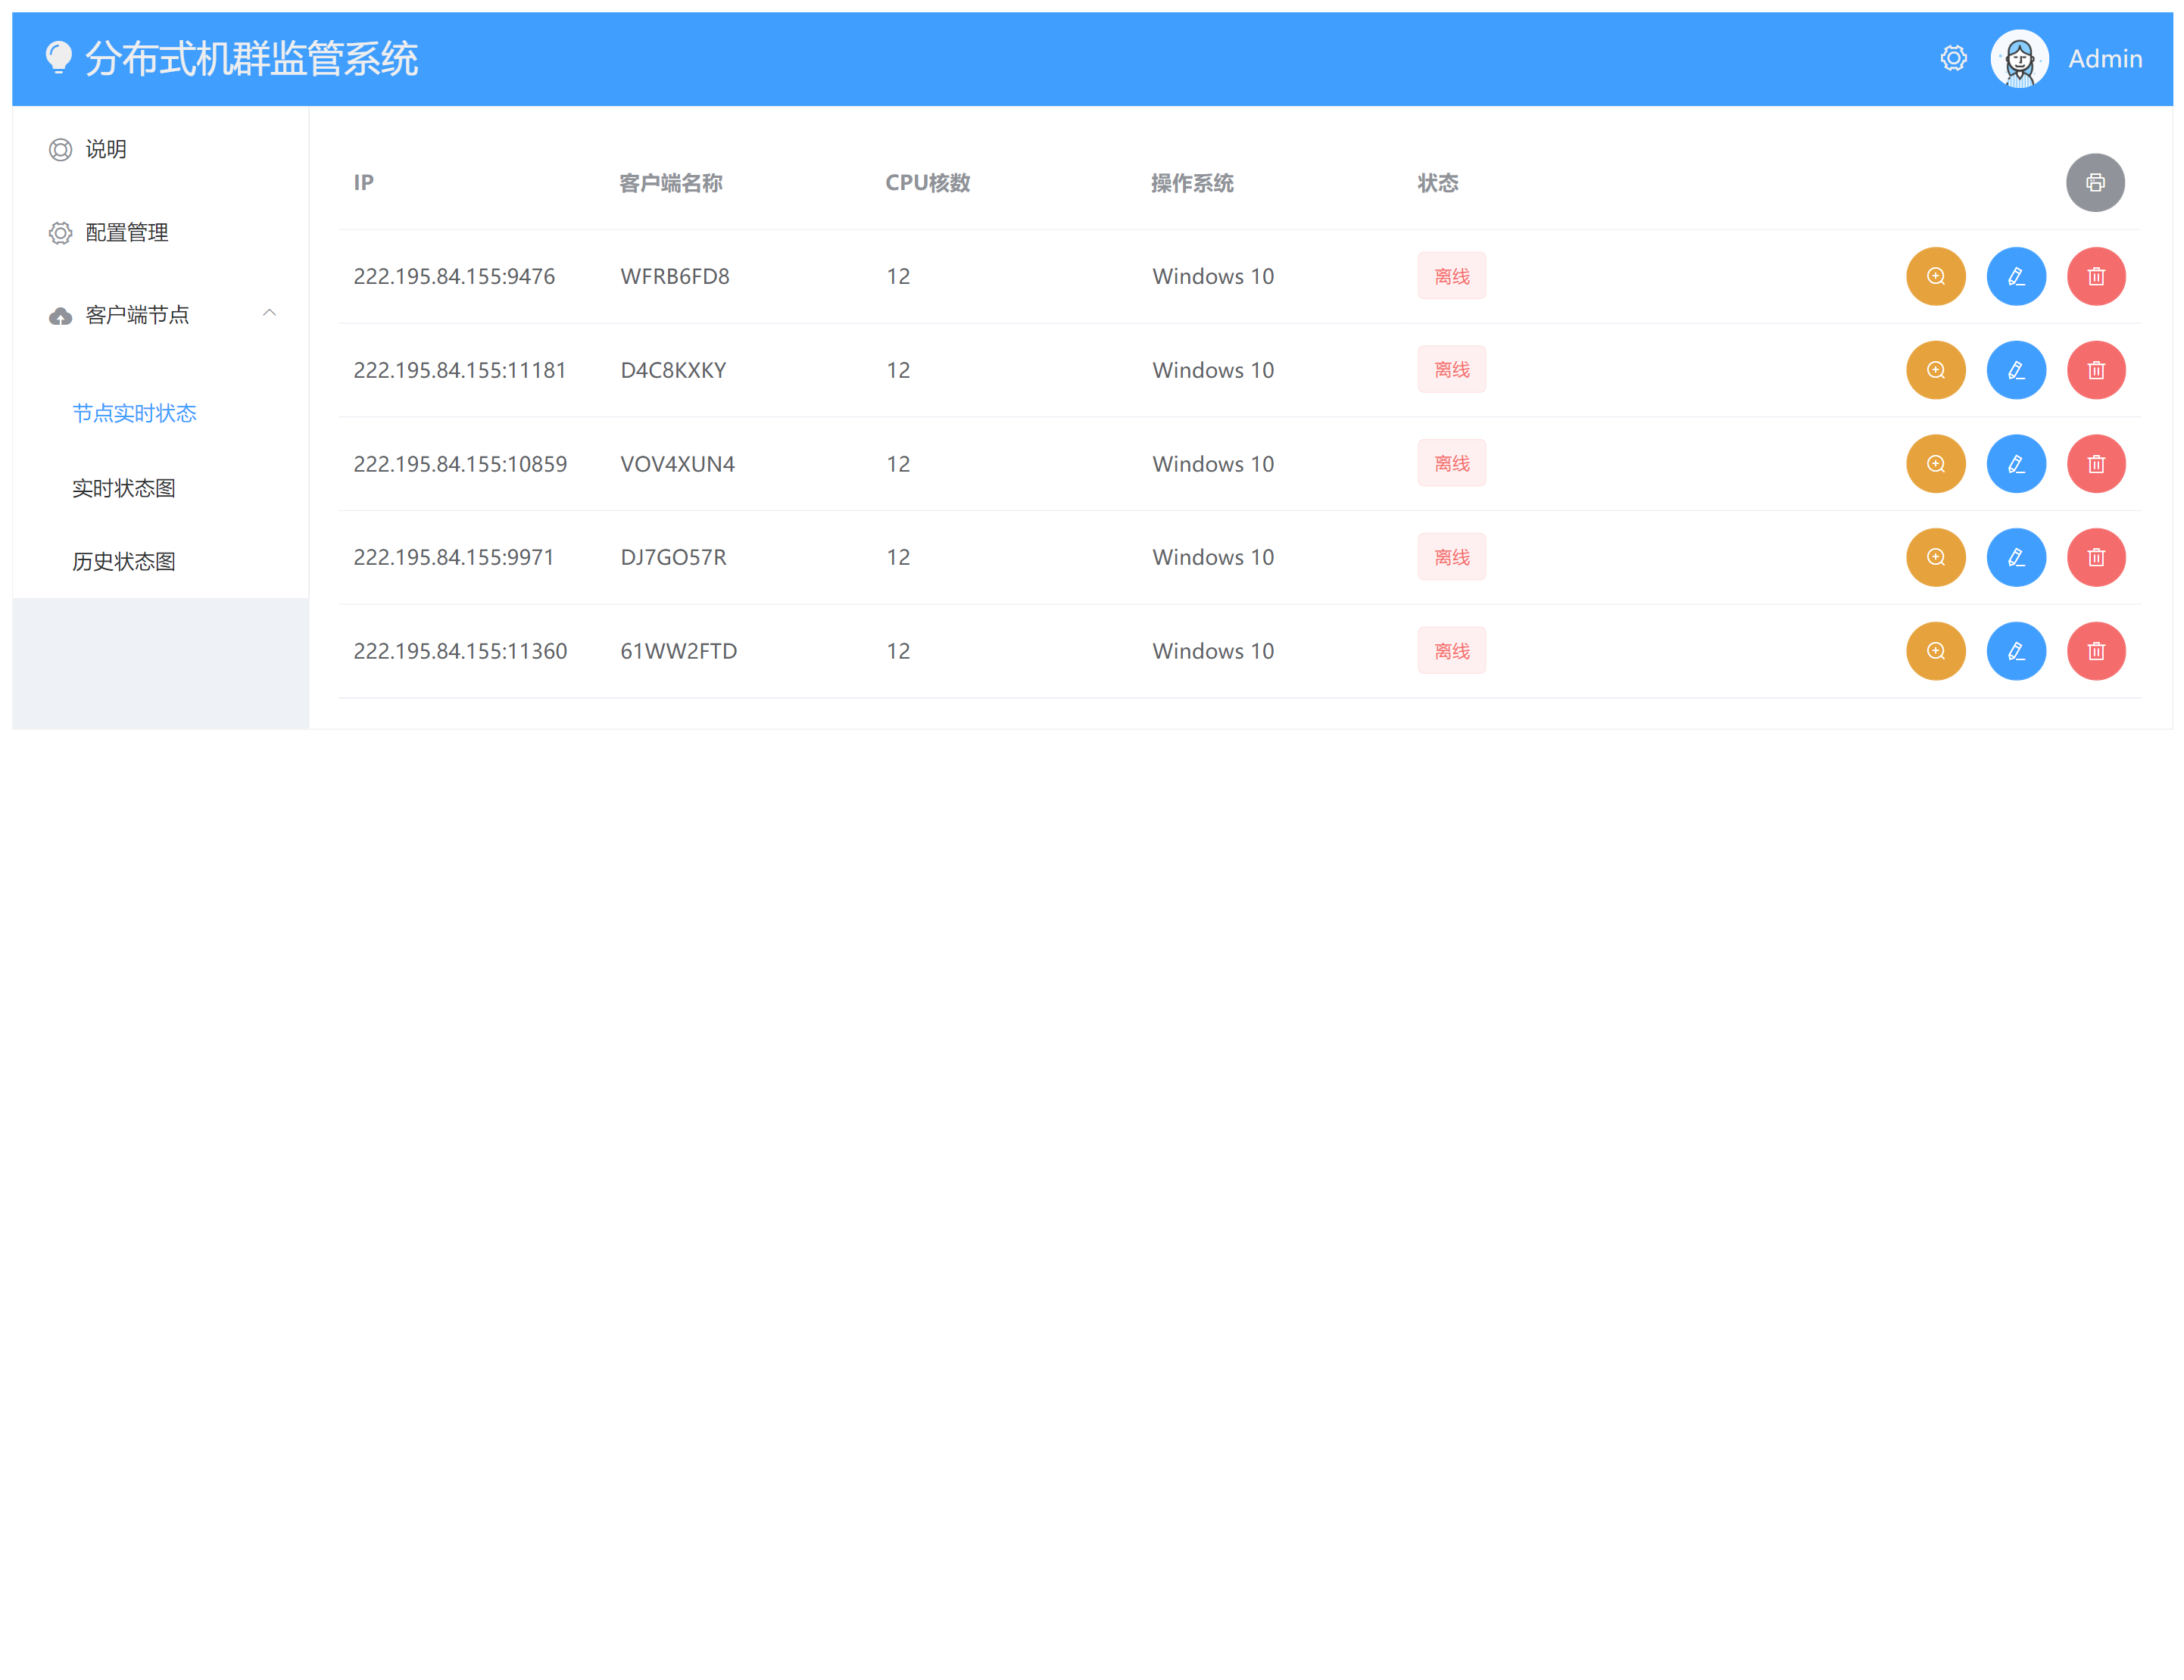 分布式机群监管系统
Admin
说明
配置管理
客户端节点
节点实时状态
实时状态图
历史状态图
IP 客户端名称 CPU核数 操作系统 状态
222.195.84.155:9476 WFRB6FD8 12 Windows 10 离线
222.195.84.155:11181 D4C8KXKY 12 Windows 10 离线
222.195.84.155:10859 VOV4XUN4 12 Windows 10 离线
222.195.84.155:9971 DJ7GO57R 12 Windows 10 离线
222.195.84.155:11360 61WW2FTD 12 Windows 10 离线